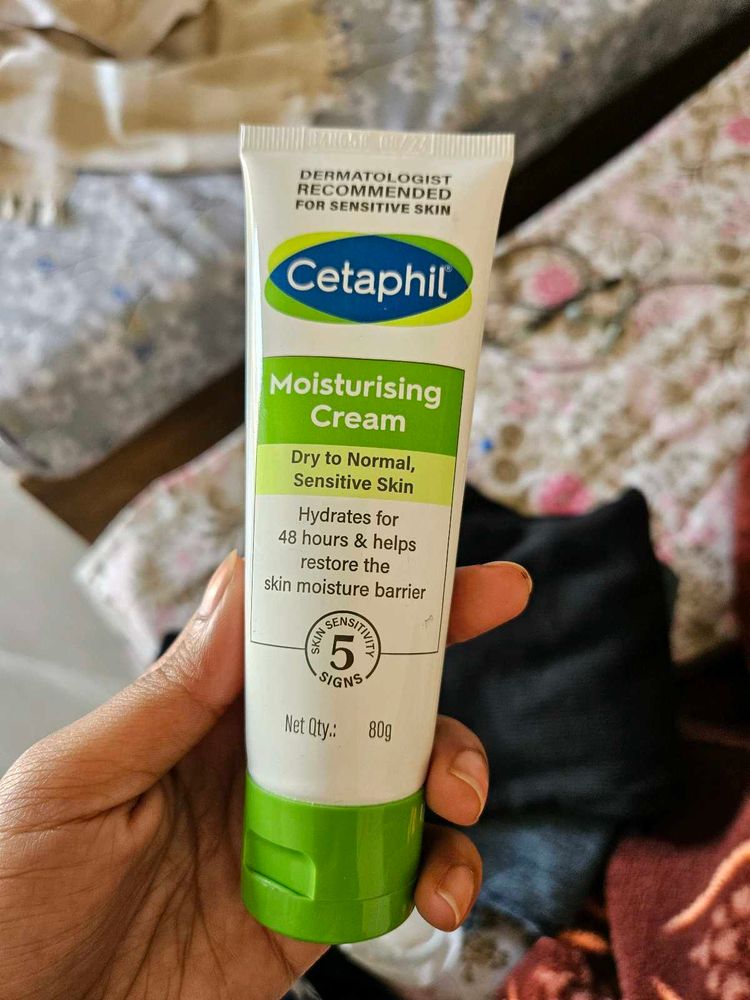 DERMATOLOGIST
RECOMMENDED
FOR SENSITIVE SKIN
Cetaphil®
Moisturising
Cream
Dry to Normal,
Sensitive Skin
Hydrates for
48 hours & helps
restore the
skin moisture barrier
SKIN SENSITIVITY
5
SIGNS
Net Qty.: 80g